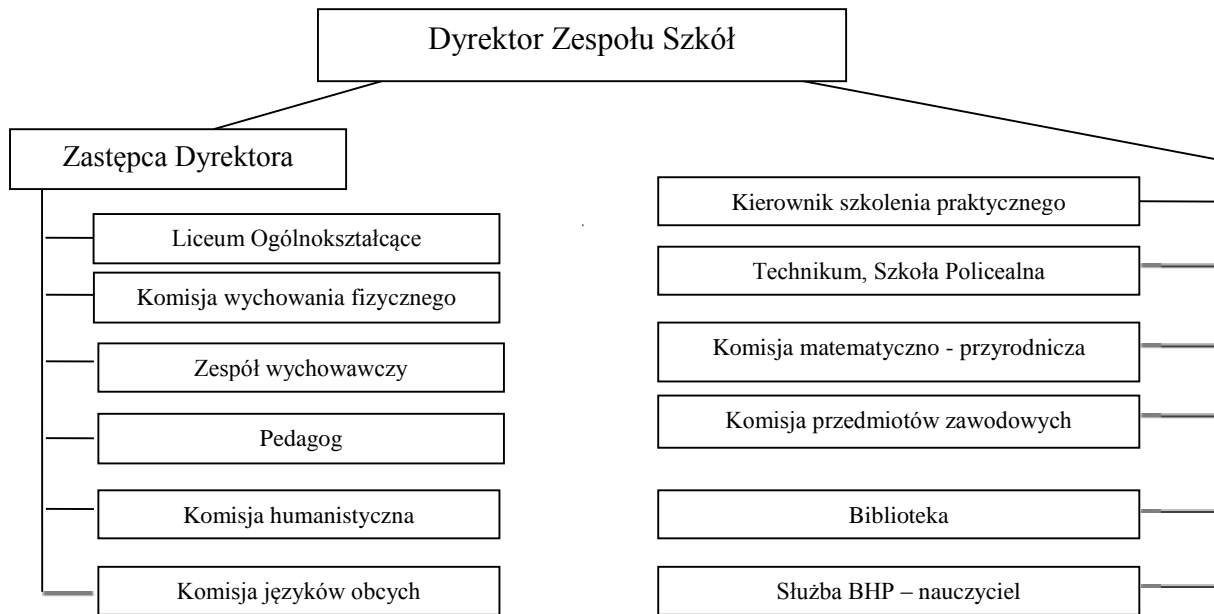 Dyrektor Zespołu Szkół
Zastępca Dyrektora
Liceum Ogólnokształcące
Komisja wychowania fizycznego
Zespół wychowawczy
Pedagog
Komisja humanistyczna
Komisja języków obcych
Kierownik szkolenia praktycznego
Technikum, Szkoła Policealna
Komisja matematyczno - przyrodnicza
Komisja przedmiotów zawodowych
Biblioteka
Służba BHP – nauczyciel